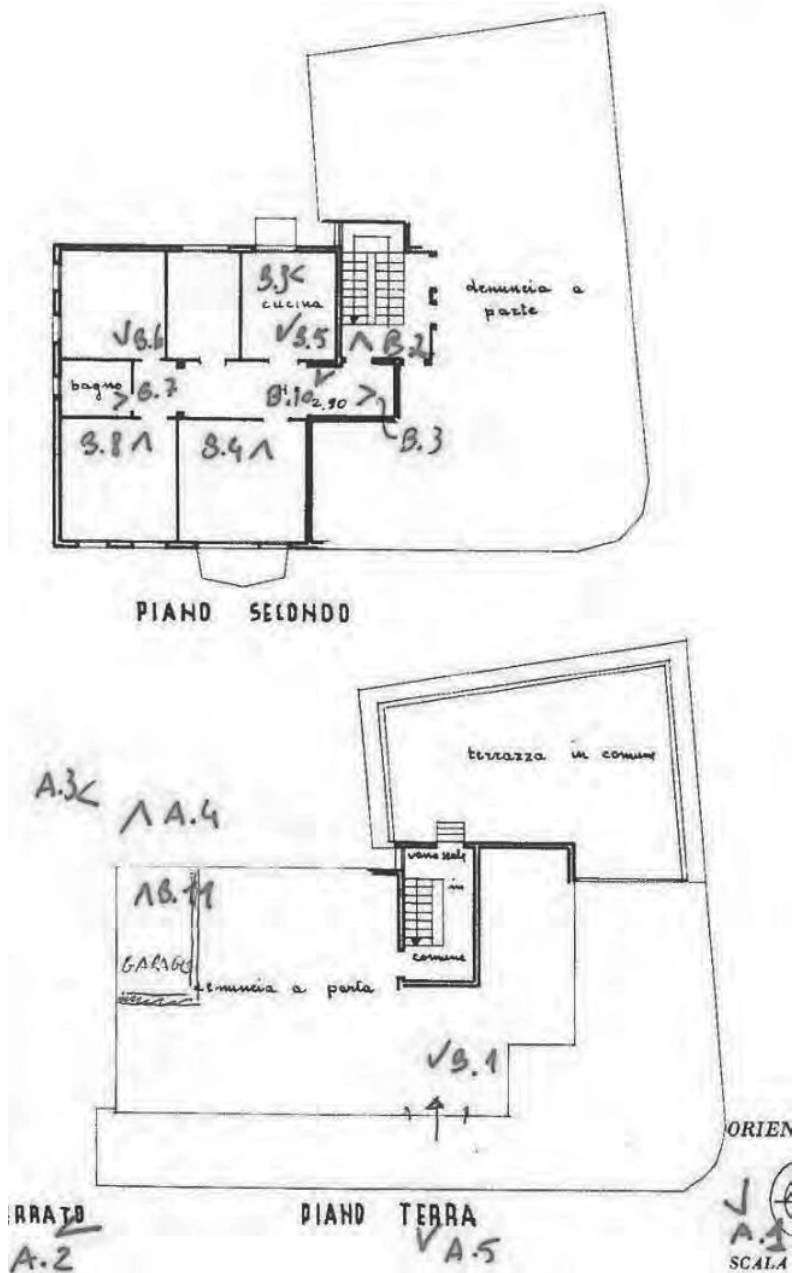 denuncia a
parte
B.3<
cucina
∨B.6
∨B.5
∧ B.2
bagno
> B.7
B.10 2,90 >
B.8 ∧
B.4 ∧
B.3
PIANO SECONDO
terrazza in comune
A.3<
∧ A.4
vano scale
in
comune
∧B.11
GARAGE
denuncia a parte
∨B.1
ORIEN
RRATO
PIANO TERRA
A.2
∨ A.5
∨
A.1
SCALA